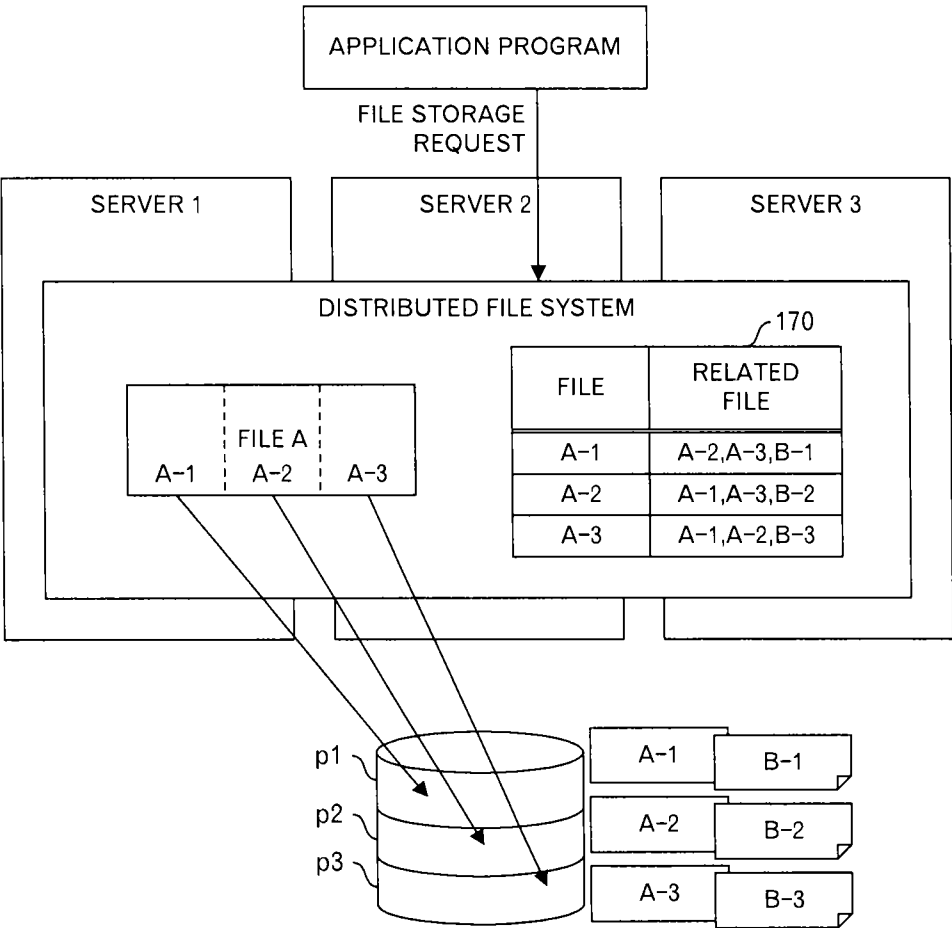 APPLICATION PROGRAM
FILE STORAGE
REQUEST
SERVER 1
SERVER 2
SERVER 3
DISTRIBUTED FILE SYSTEM
170
FILE
RELATED
FILE
FILE A
A-1
A-2
A-3
A-1
A-2,A-3,B-1
A-2
A-1,A-3,B-2
A-3
A-1,A-2,B-3
p1
A-1
B-1
p2
A-2
B-2
p3
A-3
B-3